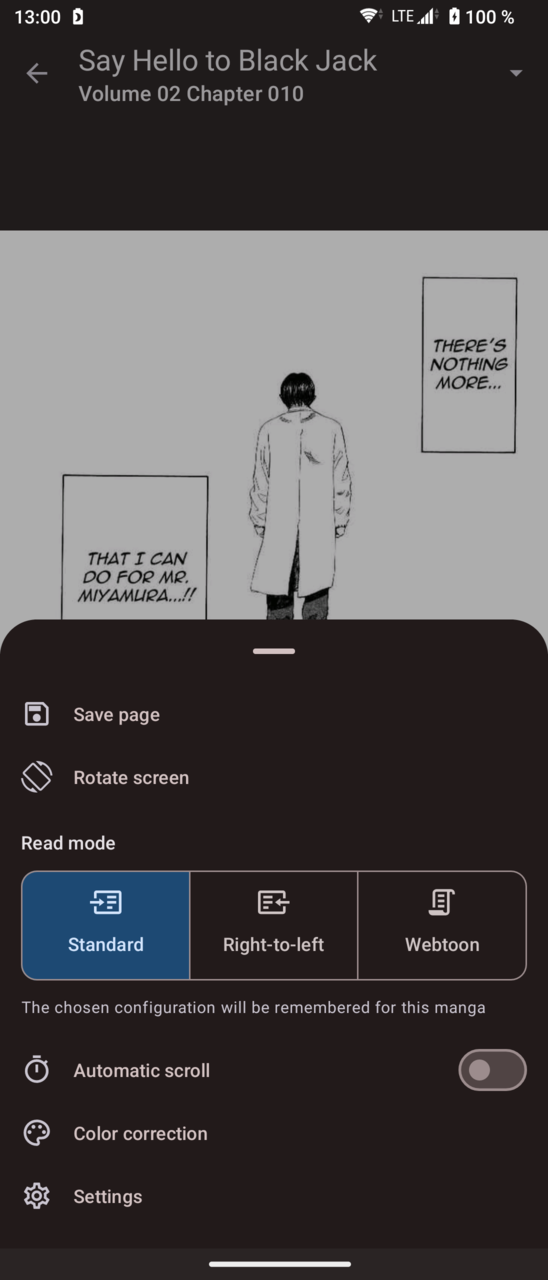 13:00 LTE 100 %
Say Hello to Black Jack
Volume 02 Chapter 010
THERE'S
NOTHING
MORE...
THAT I CAN
DO FOR MR.
MIYAMURA...!!
Save page
Rotate screen
Read mode
Standard
Right-to-left
Webtoon
The chosen configuration will be remembered for this manga
Automatic scroll
Color correction
Settings